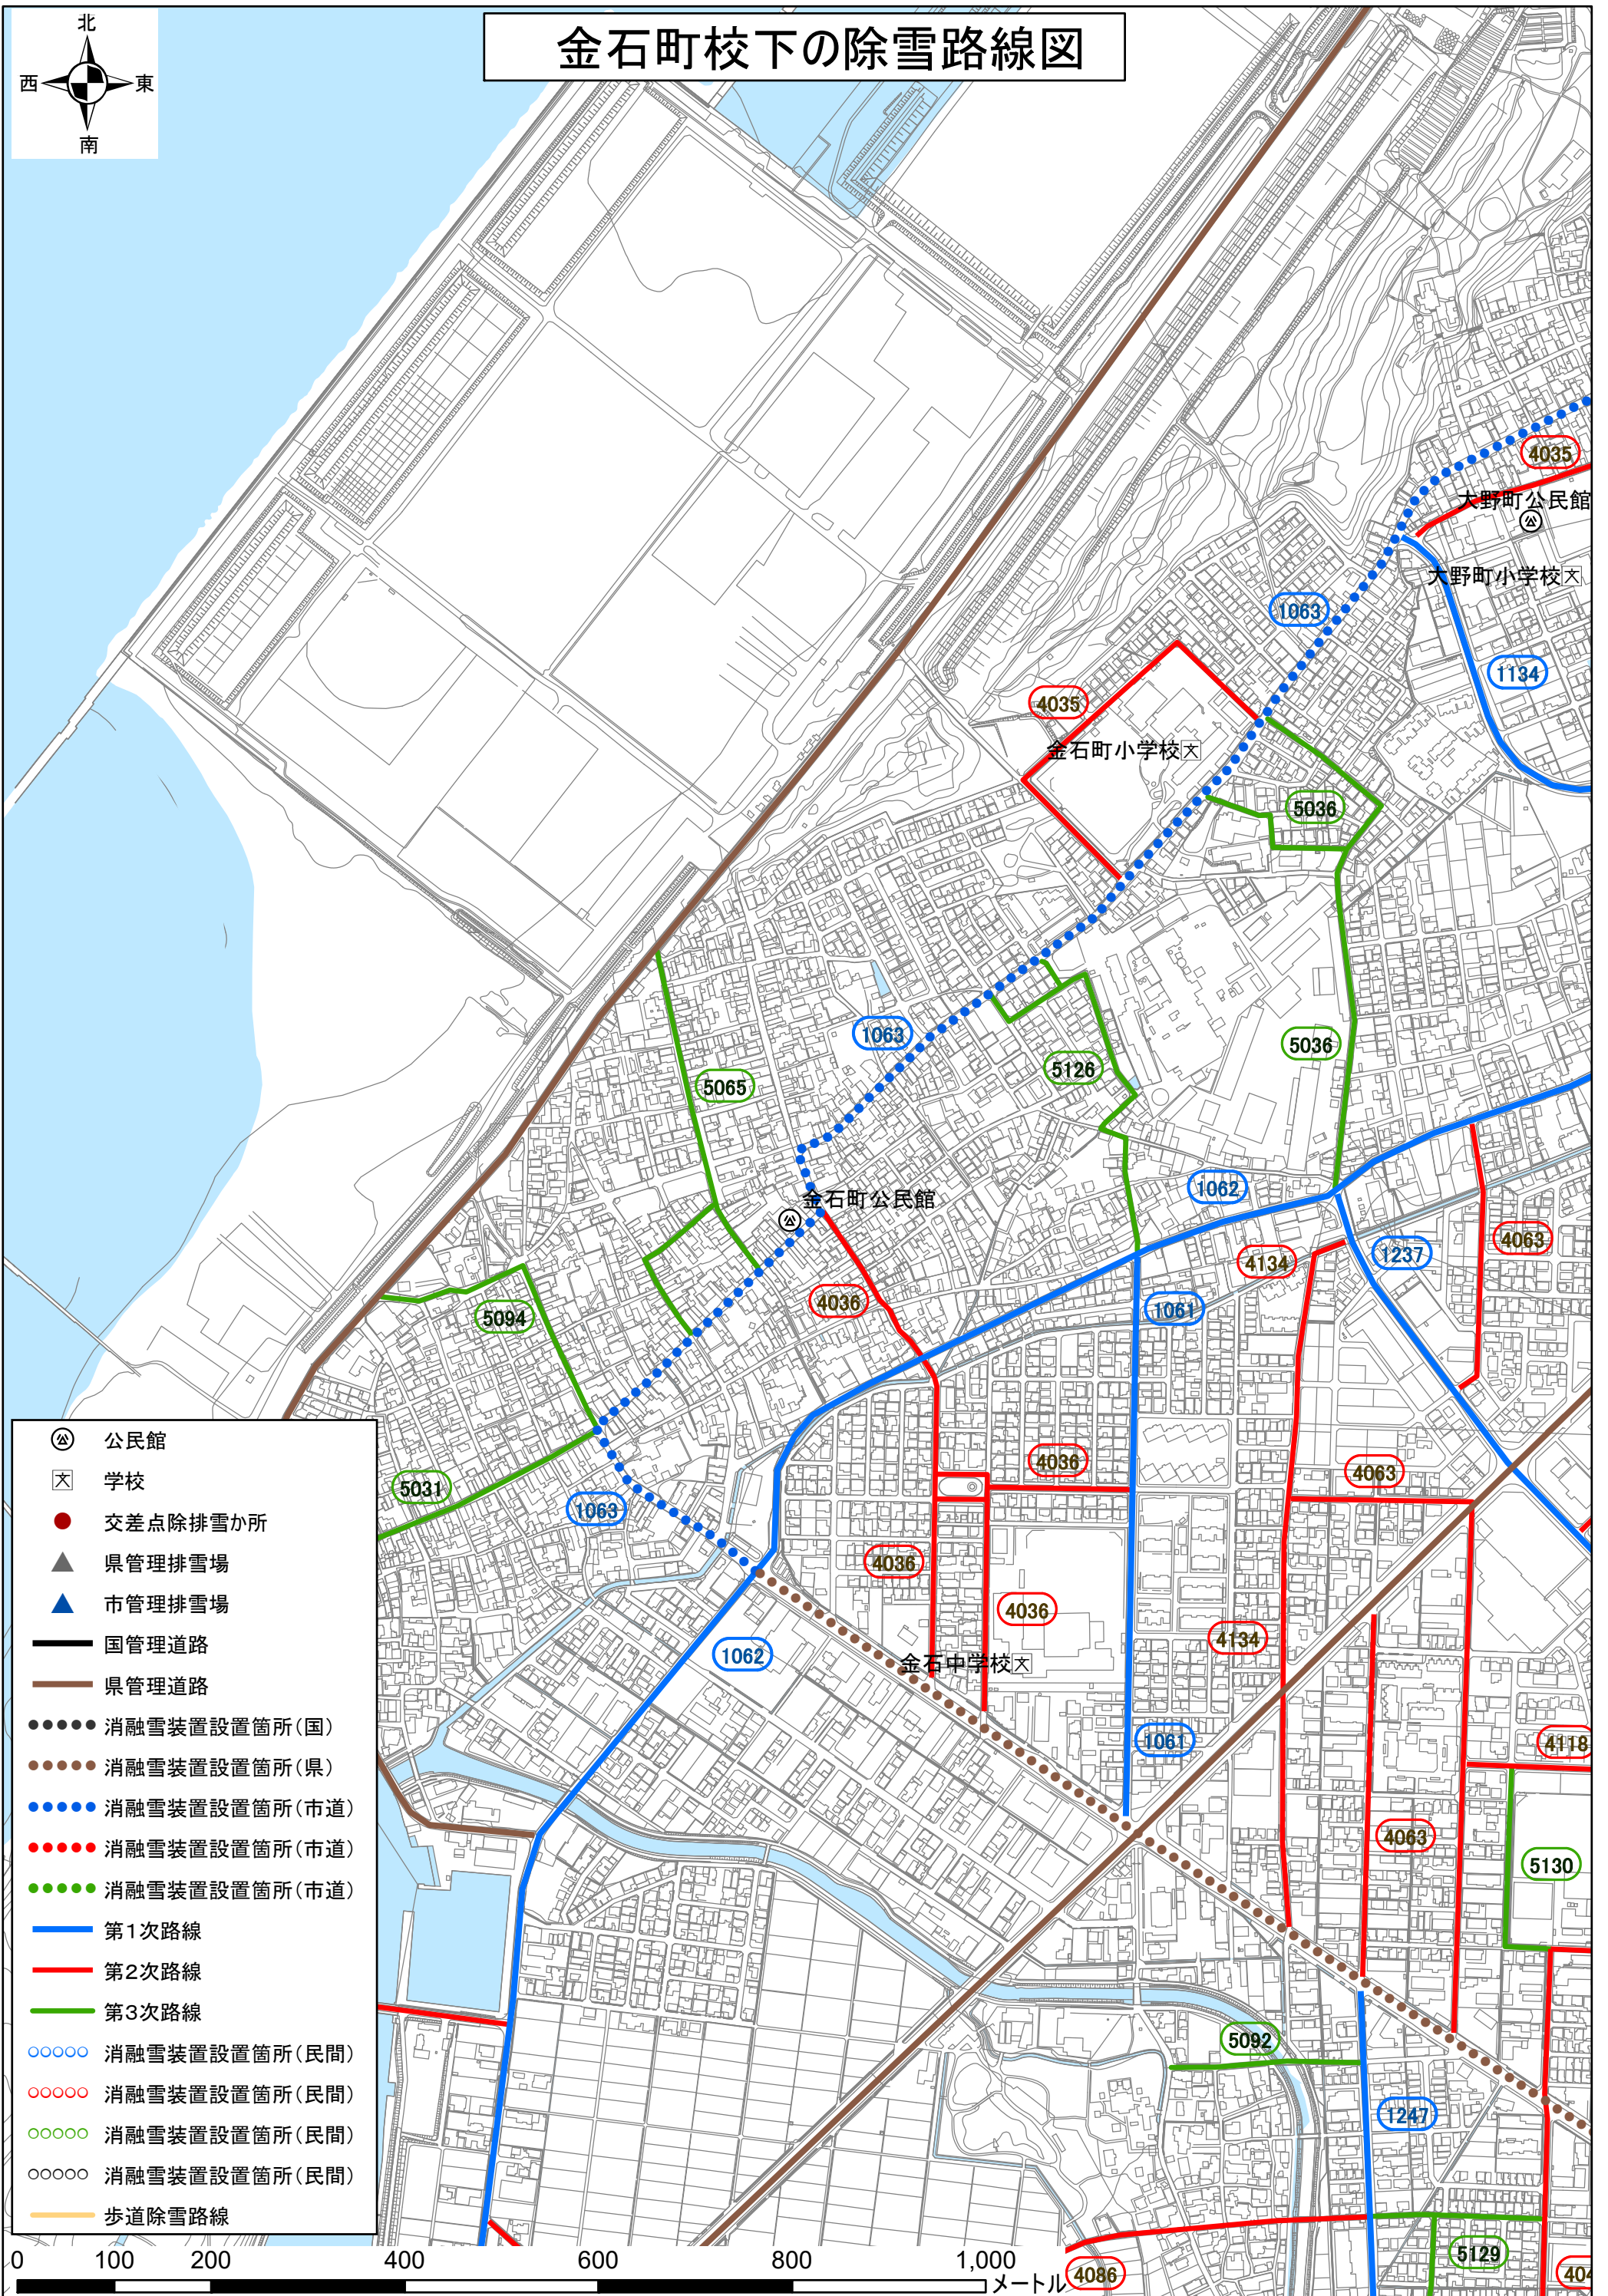 金石町校下の除雪路線図
北
西
東
南
4035
大野町公民館
大野町小学校
文
1063
1134
4035
金石町小学校
文
5036
1063
5036
5126
5065
金石町公民館
1062
4063
1237
4134
4036
1061
5094
4036
4063
5031
1063
4036
4036
4134
1062
金石中学校
文
1061
4118
4063
5130
5092
1247
5129
4086
404
公
公民館
文
学校
交差点除排雪か所
県管理排雪場
市管理排雪場
国管理道路
県管理道路
消融雪装置設置箇所(国)
消融雪装置設置箇所(県)
消融雪装置設置箇所(市道)
消融雪装置設置箇所(市道)
消融雪装置設置箇所(市道)
第1次路線
第2次路線
第3次路線
消融雪装置設置箇所(民間)
消融雪装置設置箇所(民間)
消融雪装置設置箇所(民間)
消融雪装置設置箇所(民間)
歩道除雪路線
0 100 200 400 600 800 1,000
メートル